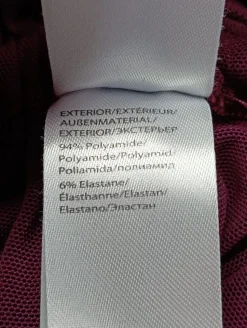 EXTERIOR/EXTÉRIEUR/
AUẞENMATERIAL/
EXTERIOR/ЭКСТЕРЬЕР
94% Polyamide/
Polyamide/Polyamid/
Poliamida/полиамид
6% Elastane/
Élasthanne/Elastan/
Elastano/Эластан